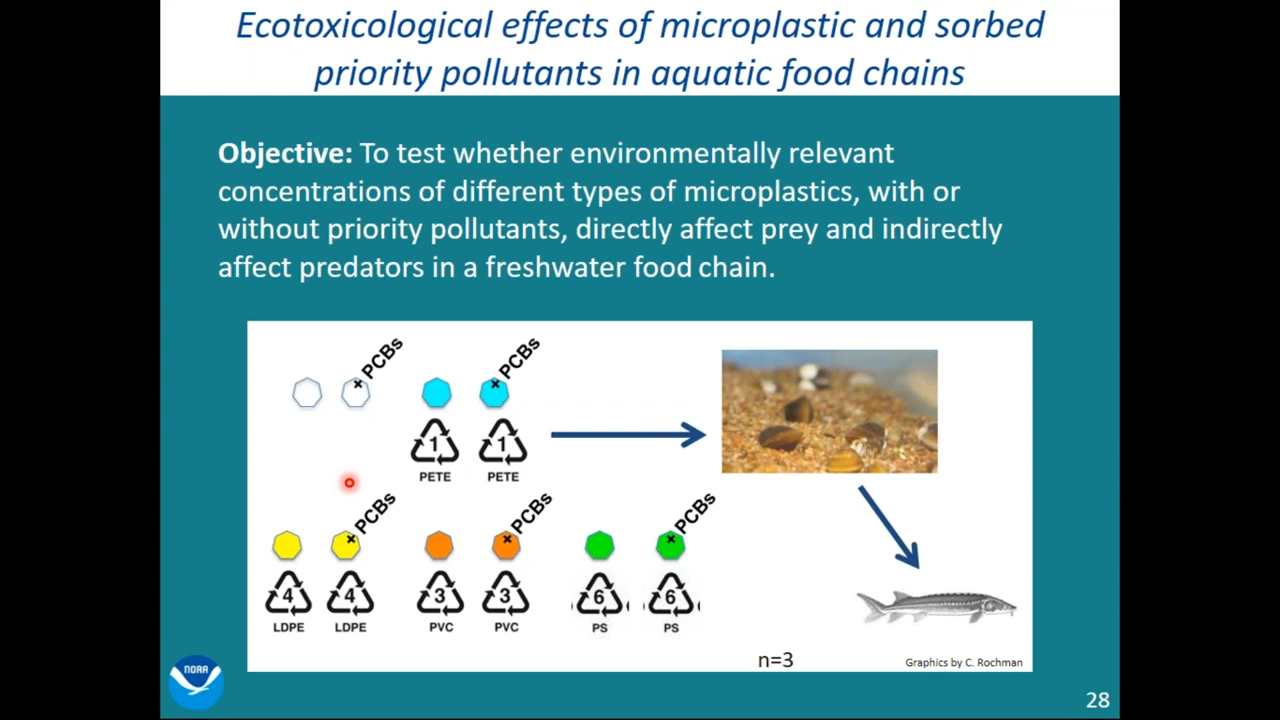 Ecotoxicological effects of microplastic and sorbed
priority pollutants in aquatic food chains
Objective: To test whether environmentally relevant
concentrations of different types of microplastics, with or
without priority pollutants, directly affect prey and indirectly
affect predators in a freshwater food chain.
PCBs
PCBs
1
1
PETE
PETE
PCBs
PCBs
PCBs
4
4
3
3
6
6
LDPE
LDPE
PVC
PVC
PS
PS
n=3
Graphics by C. Rochman
NOAA
28